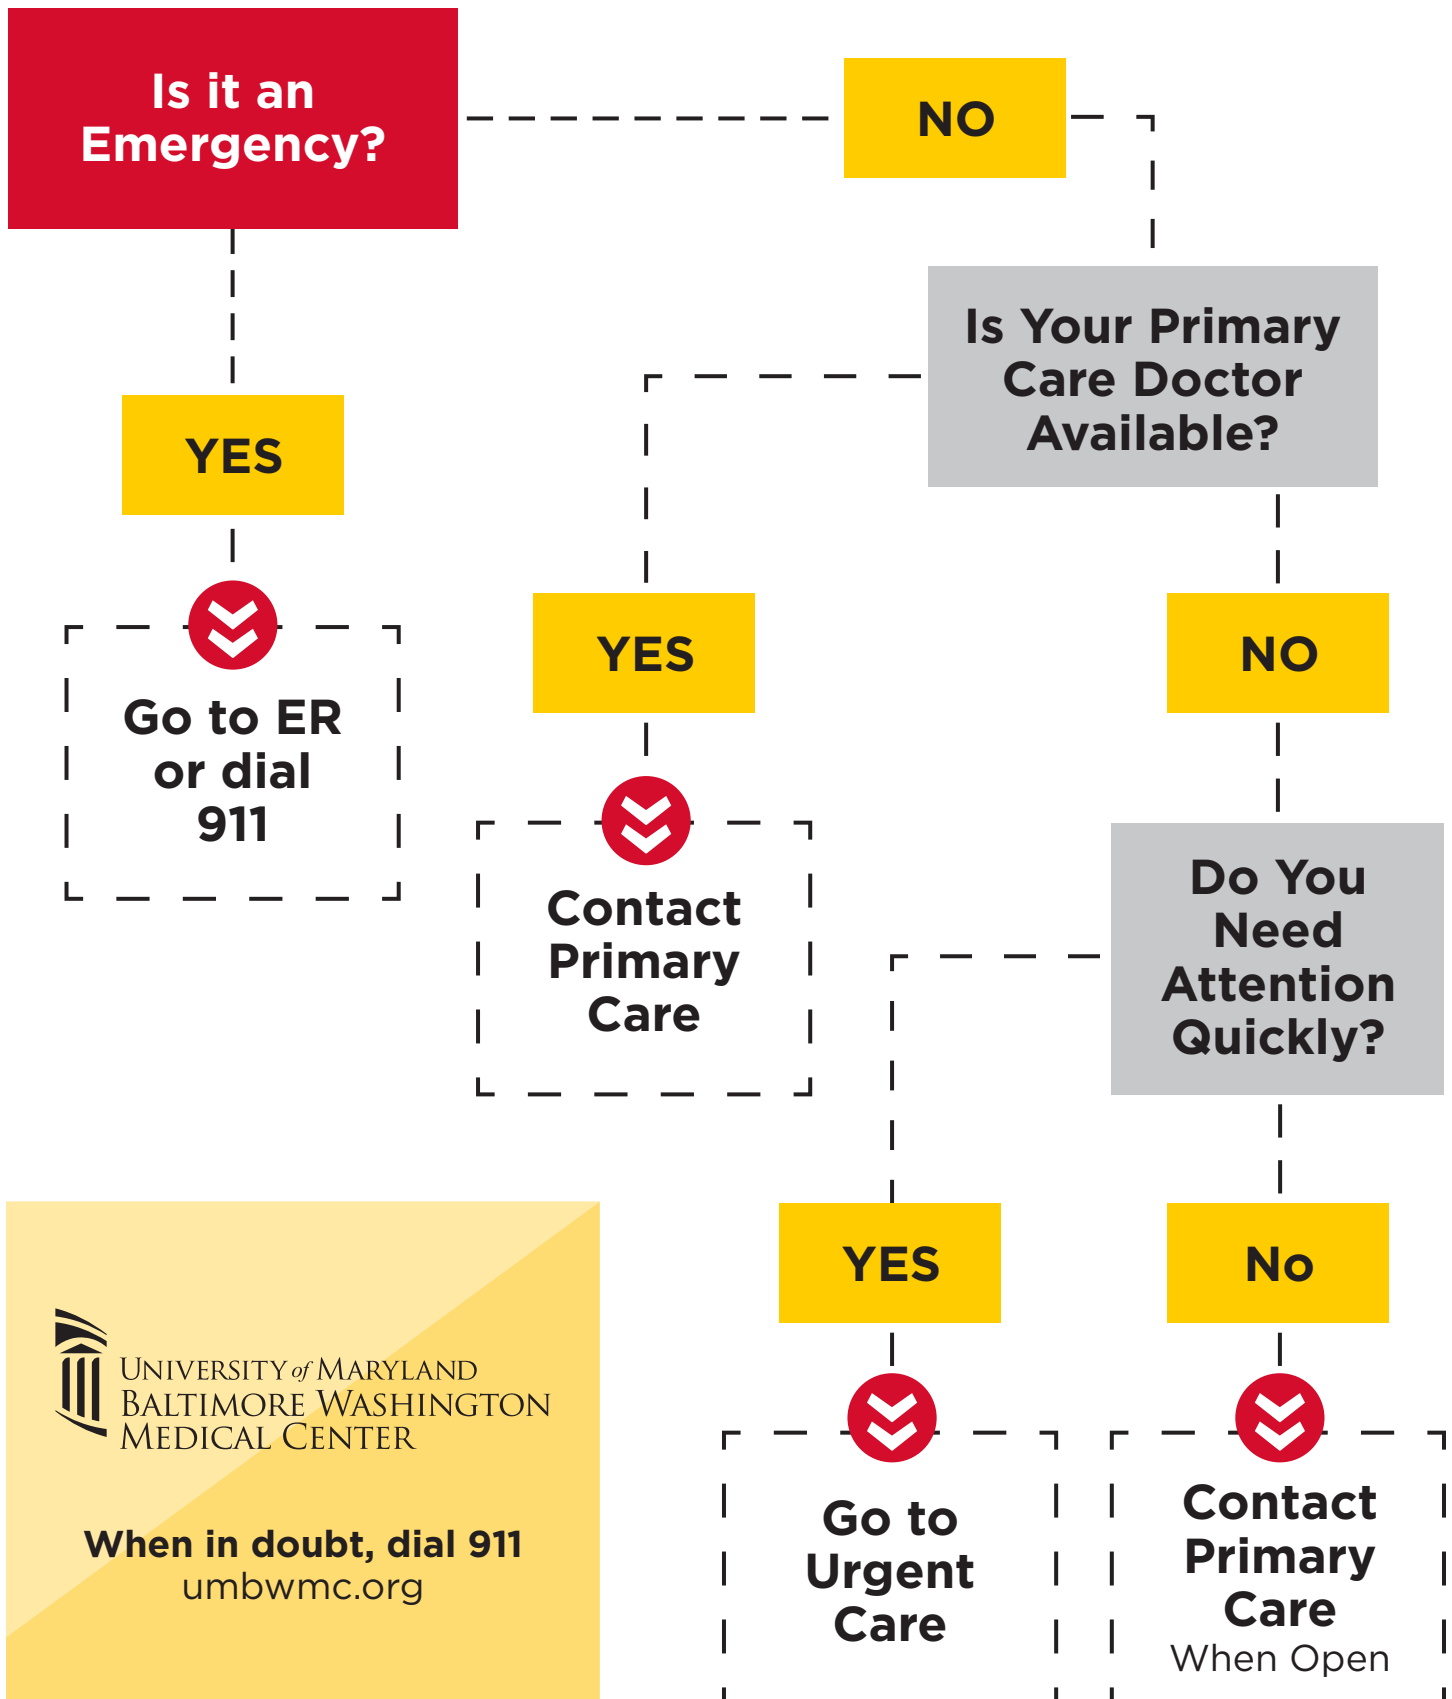 Is it an
Emergency?
NO
Is Your Primary
Care Doctor
Available?
YES
YES
NO
Go to ER
or dial
911
Contact
Primary
Care
Do You
Need
Attention
Quickly?
YES
No
UNIVERSITY of MARYLAND
BALTIMORE WASHINGTON
MEDICAL CENTER
When in doubt, dial 911
umbwmc.org
Go to
Urgent
Care
Contact
Primary
Care
When Open